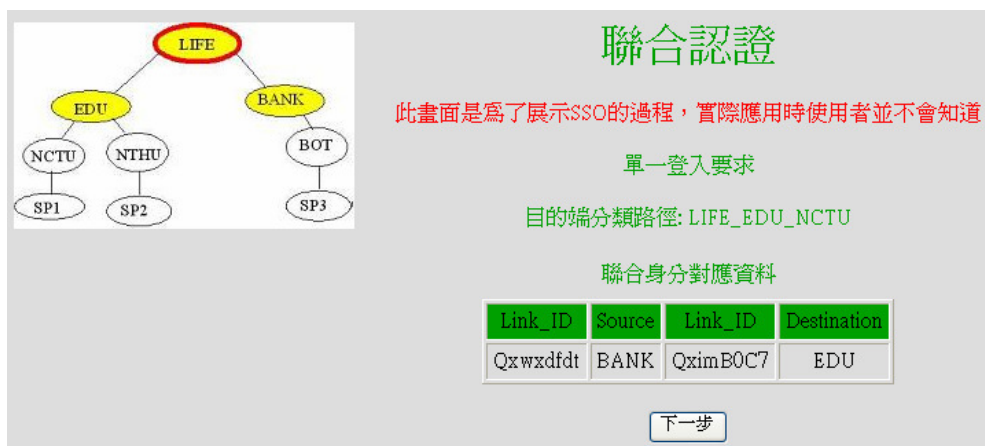 LIFE
EDU
BANK
NCTU
NTHU
BOT
SP1
SP2
SP3
聯合認證
此畫面是為了展示SSO的過程，實際應用時使用者並不會知道
單一登入要求
目的端分類路徑: LIFE_EDU_NCTU
聯合身分對應資料
Link_ID Source Link_ID Destination
Qxwxdfdt BANK QximB0C7 EDU
下一步